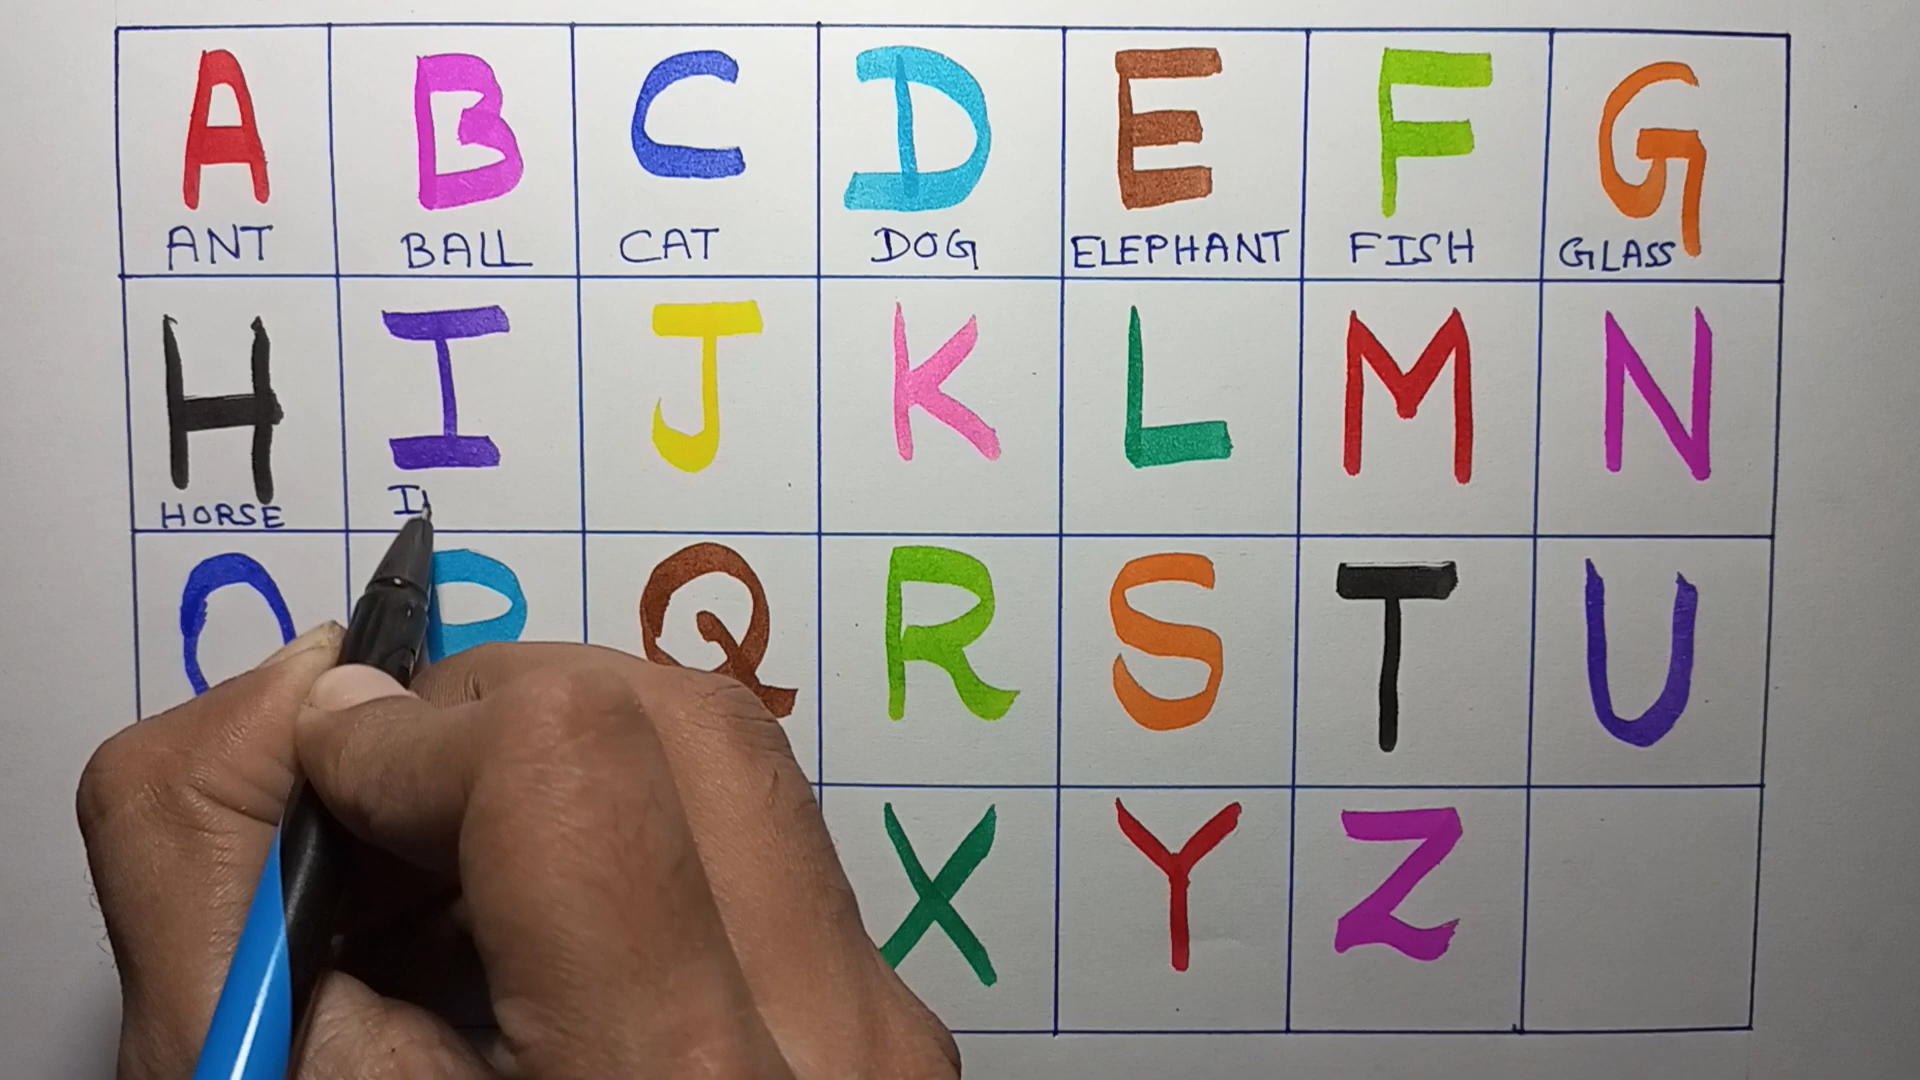 A B C D E F G
ANT BALL CAT DOG ELEPHANT FISH GLASS
H I J K L M N
HORSE I
O P Q R S T U
X Y Z